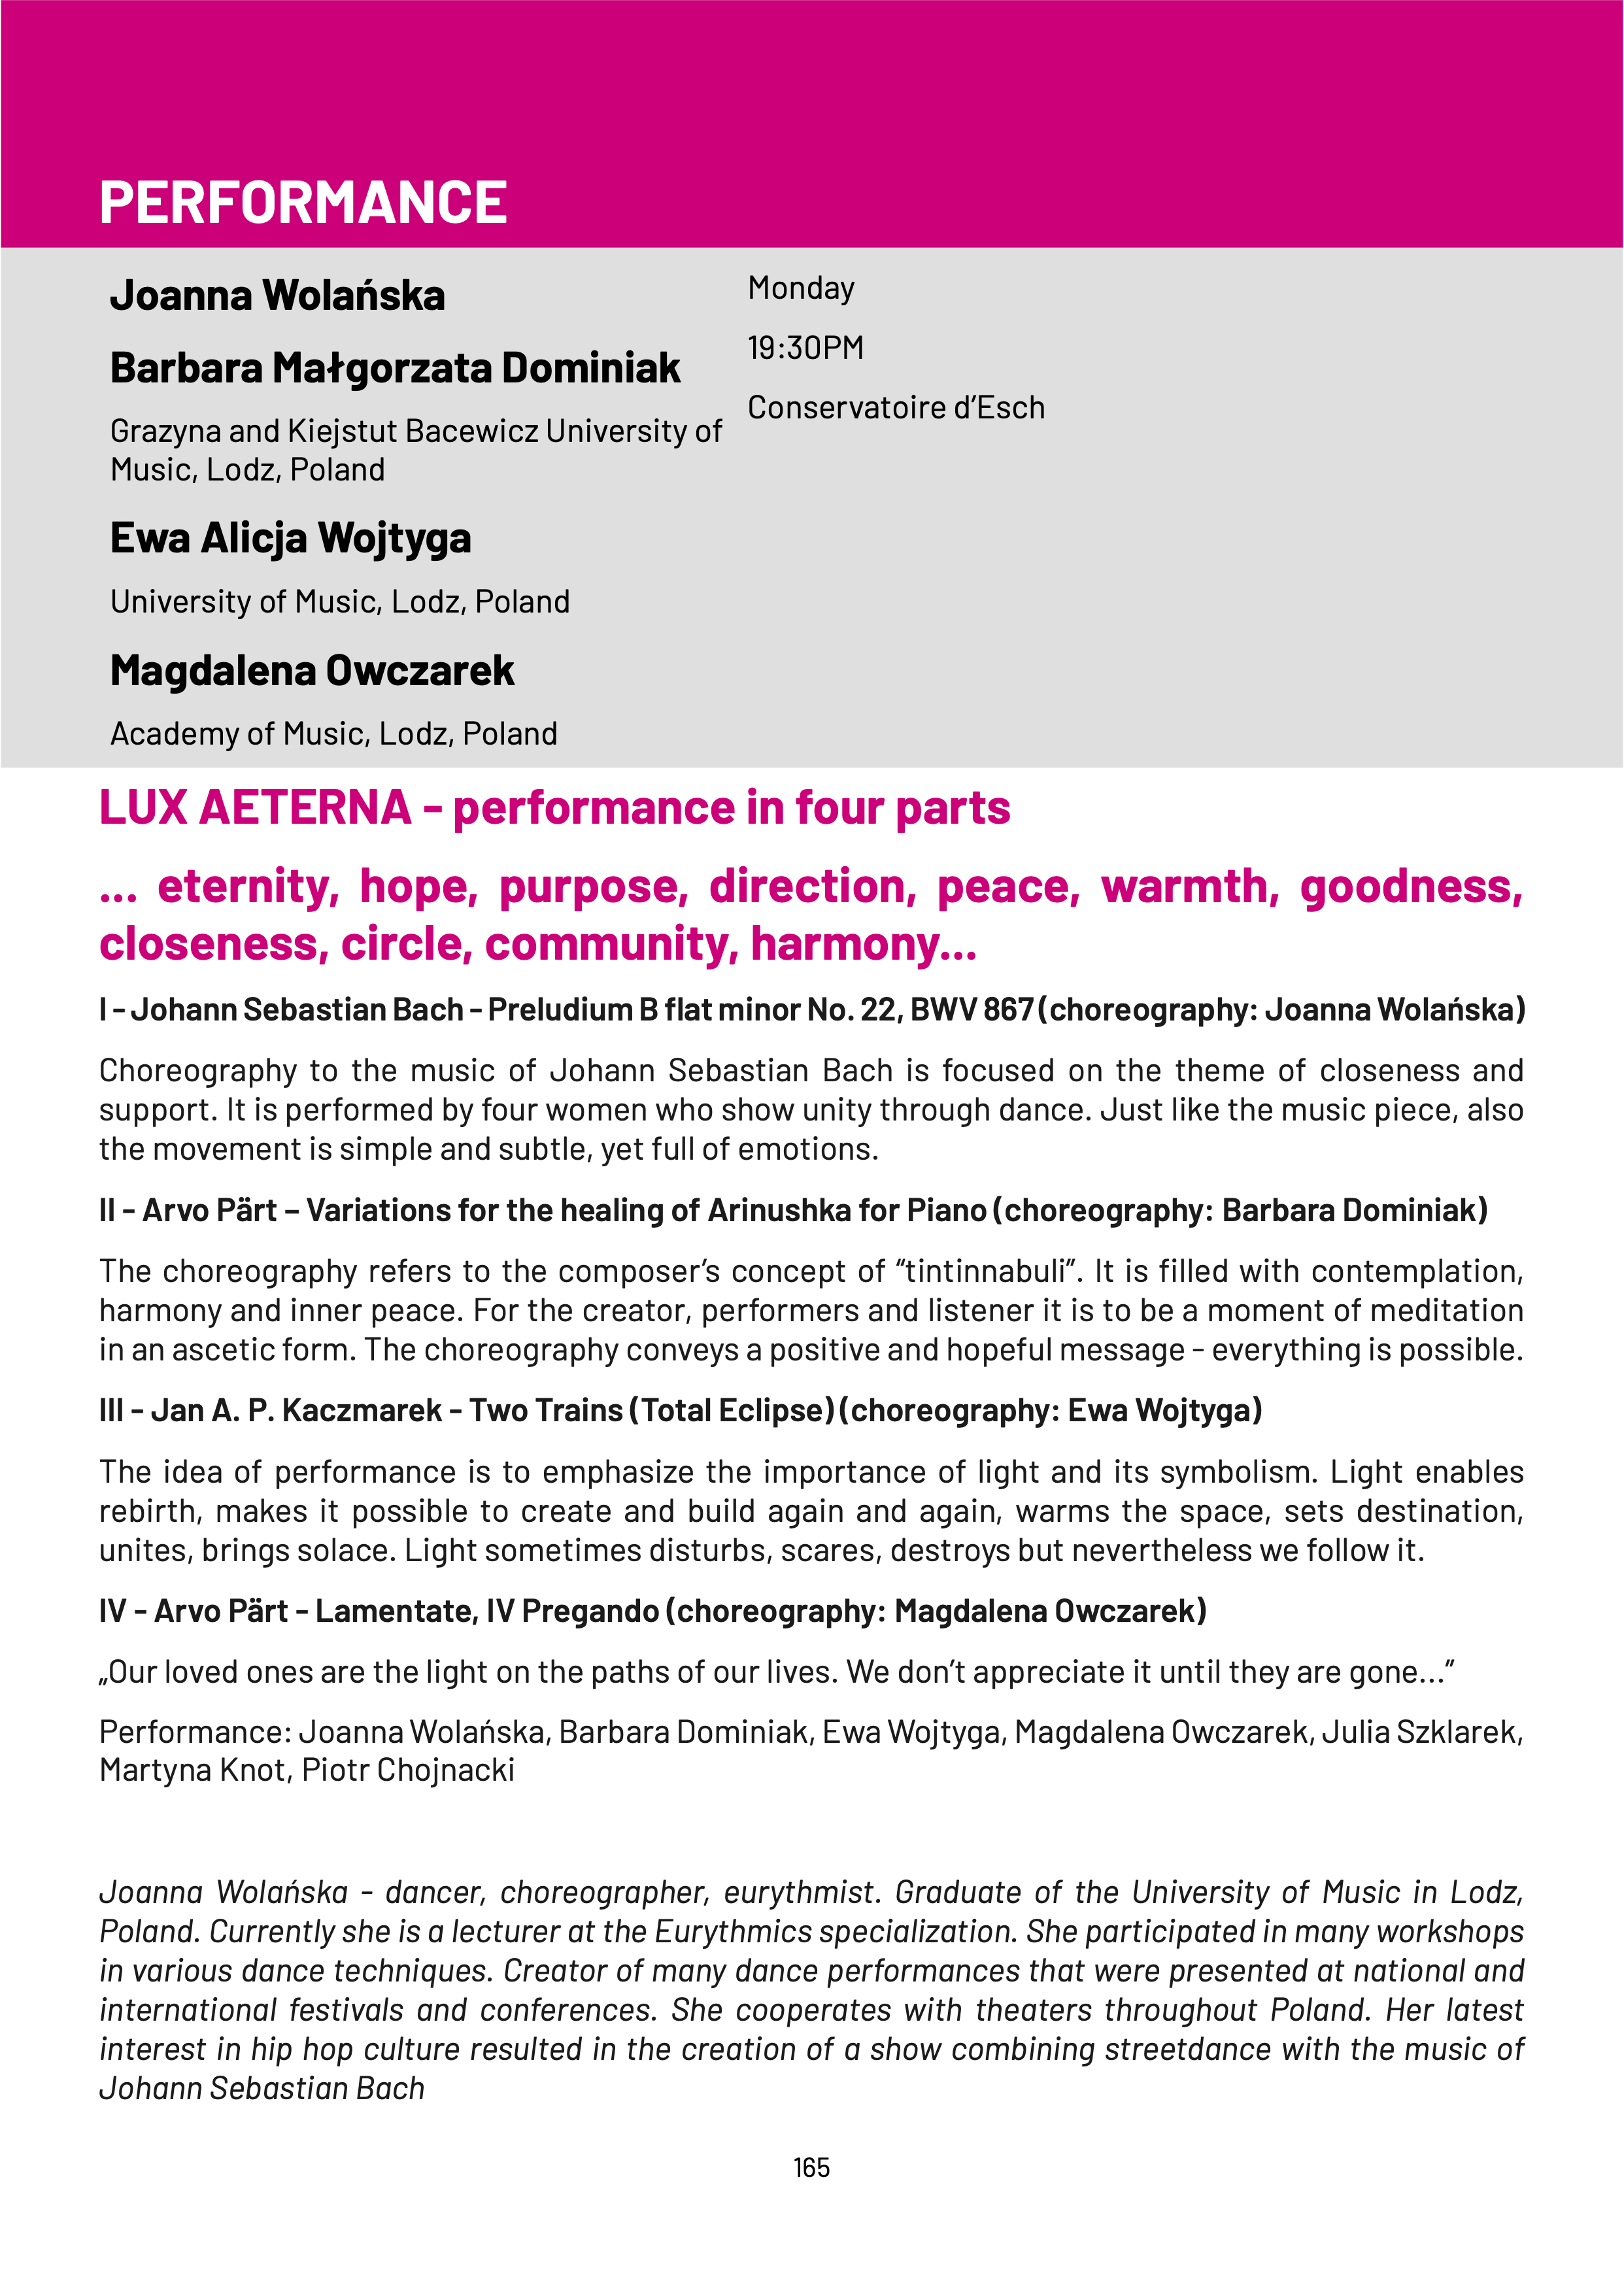 PERFORMANCE
Joanna Wolańska
Barbara Małgorzata Dominiak
Grazyna and Kiejstut Bacewicz University of
Music, Lodz, Poland
Ewa Alicja Wojtyga
University of Music, Lodz, Poland
Magdalena Owczarek
Academy of Music, Lodz, Poland
Monday
19:30PM
Conservatoire d’Esch
LUX AETERNA - performance in four parts
... eternity, hope, purpose, direction, peace, warmth, goodness,
closeness, circle, community, harmony...
I - Johann Sebastian Bach - Preludium B flat minor No. 22, BWV 867 (choreography: Joanna Wolańska)
Choreography to the music of Johann Sebastian Bach is focused on the theme of closeness and
support. It is performed by four women who show unity through dance. Just like the music piece, also
the movement is simple and subtle, yet full of emotions.
II - Arvo Pärt – Variations for the healing of Arinushka for Piano (choreography: Barbara Dominiak)
The choreography refers to the composer’s concept of “tintinnabuli”. It is filled with contemplation,
harmony and inner peace. For the creator, performers and listener it is to be a moment of meditation
in an ascetic form. The choreography conveys a positive and hopeful message - everything is possible.
III - Jan A. P. Kaczmarek - Two Trains (Total Eclipse) (choreography: Ewa Wojtyga)
The idea of performance is to emphasize the importance of light and its symbolism. Light enables
rebirth, makes it possible to create and build again and again, warms the space, sets destination,
unites, brings solace. Light sometimes disturbs, scares, destroys but nevertheless we follow it.
IV - Arvo Pärt - Lamentate, IV Pregando (choreography: Magdalena Owczarek)
„Our loved ones are the light on the paths of our lives. We don’t appreciate it until they are gone...”
Performance: Joanna Wolańska, Barbara Dominiak, Ewa Wojtyga, Magdalena Owczarek, Julia Szklarek,
Martyna Knot, Piotr Chojnacki
Joanna Wolańska - dancer, choreographer, eurythmist. Graduate of the University of Music in Lodz,
Poland. Currently she is a lecturer at the Eurythmics specialization. She participated in many workshops
in various dance techniques. Creator of many dance performances that were presented at national and
international festivals and conferences. She cooperates with theaters throughout Poland. Her latest
interest in hip hop culture resulted in the creation of a show combining streetdance with the music of
Johann Sebastian Bach
165